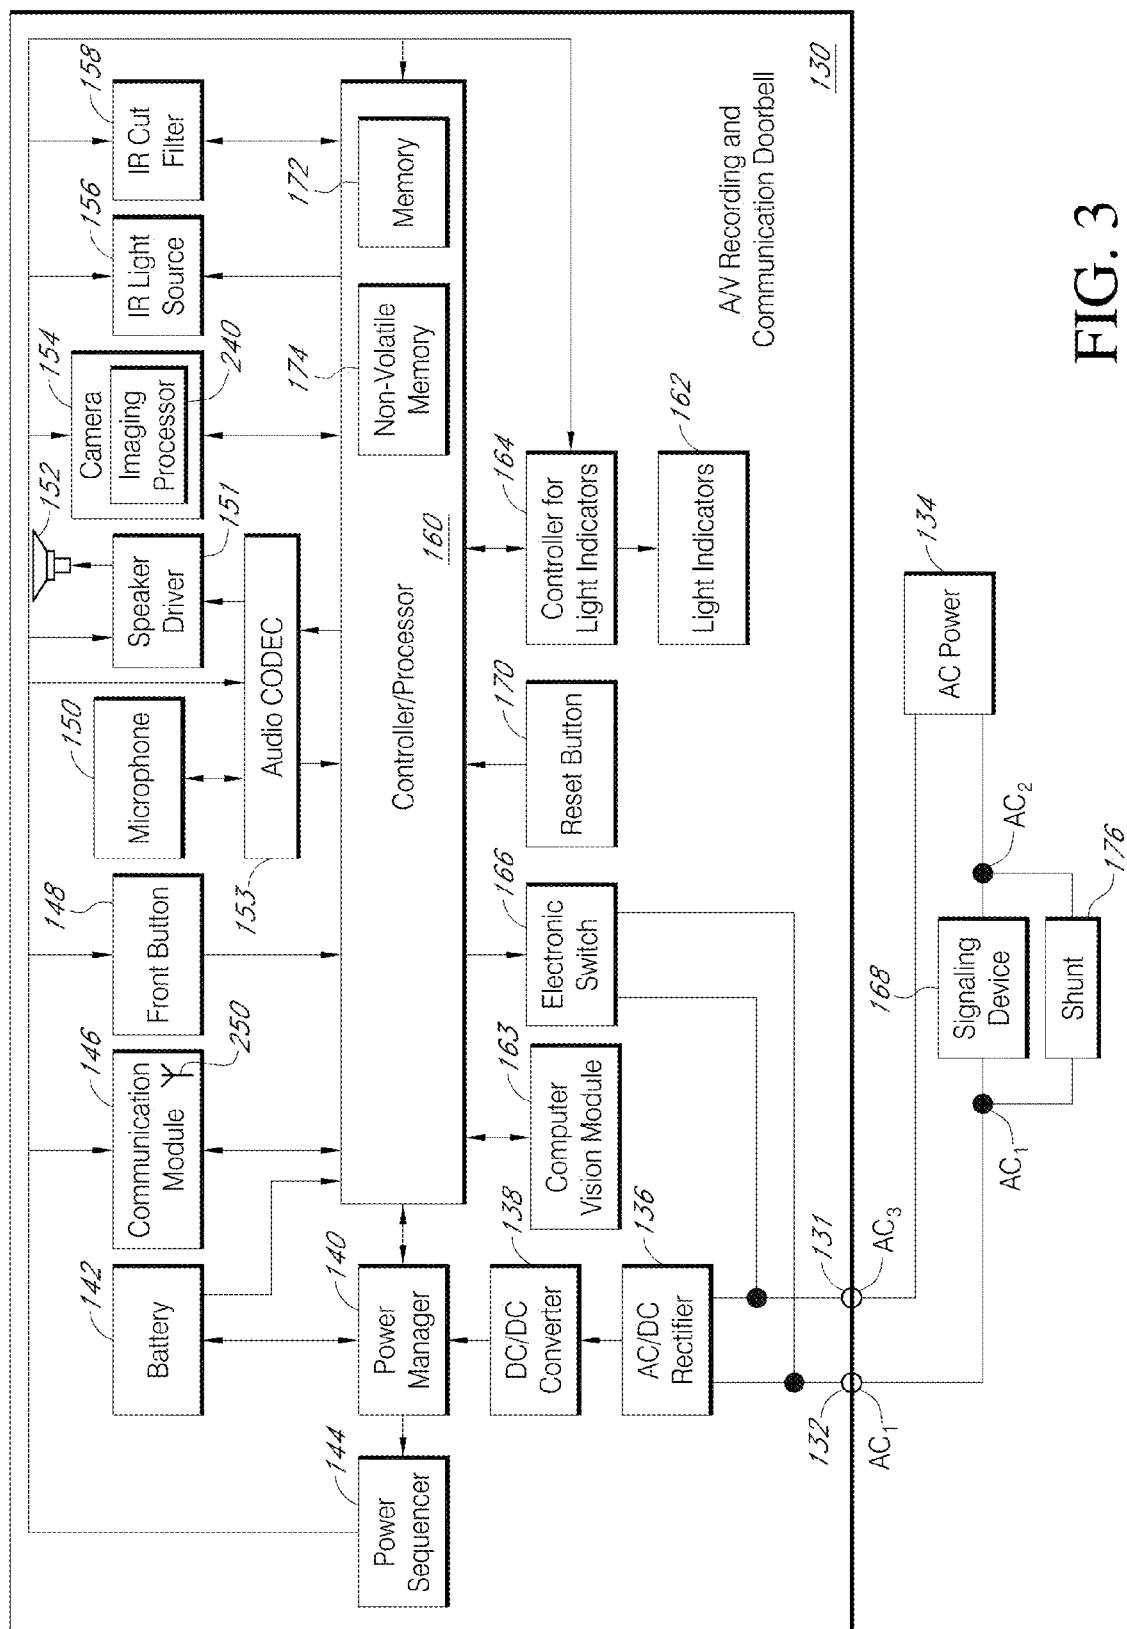 158
IR Cut
Filter
156
IR Light
Source
154
Camera
Imaging
Processor
240
152
151
Speaker
Driver
150
Microphone
Audio CODEC
153
148
Front Button
146
Communication
Module
250
142
Battery
172
Memory
174
Non-Volatile
Memory
160
Controller/Processor
140
Power
Manager
144
Power
Sequencer
164
Controller for
Light Indicators
162
Light Indicators
170
Reset Button
166
Electronic
Switch
163
Computer
Vision Module
138
DC/DC
Converter
136
AC/DC
Rectifier
130
A/V Recording and
Communication Doorbell
131
AC3
132
AC1
134
AC Power
AC2
168
Signaling
Device
176
Shunt
AC1
FIG. 3